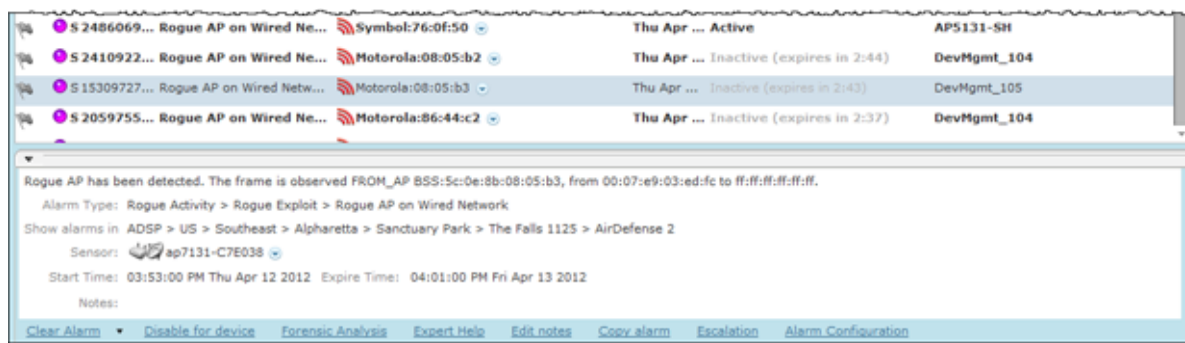 S 2486069... Rogue AP on Wired Ne... Symbol:76:0f:50 Thu Apr ... Active AP5131-SH
S 2410922... Rogue AP on Wired Ne... Motorola:08:05:b2 Thu Apr ... Inactive (expires in 2:44) DevMgmt_104
S 15309727... Rogue AP on Wired Netw... Motorola:08:05:b3 Thu Apr ... Inactive (expires in 2:43) DevMgmt_105
S 2059755... Rogue AP on Wired Ne... Motorola:86:44:c2 Thu Apr ... Inactive (expires in 2:37) DevMgmt_104
Rogue AP has been detected. The frame is observed FROM_AP BSS:5c:0e:8b:08:05:b3, from 00:07:e9:03:ed:fc to ff:ff:ff:ff:ff:ff.
Alarm Type: Rogue Activity > Rogue Exploit > Rogue AP on Wired Network
Show alarms in ADSP > US > Southeast > Alpharetta > Sanctuary Park > The Falls 1125 > AirDefense 2
Sensor: ap7131-C7E038
Start Time: 03:53:00 PM Thu Apr 12 2012 Expire Time: 04:01:00 PM Fri Apr 13 2012
Notes:
Clear Alarm Disable for device Forensic Analysis Expert Help Edit notes Copy alarm Escalation Alarm Configuration